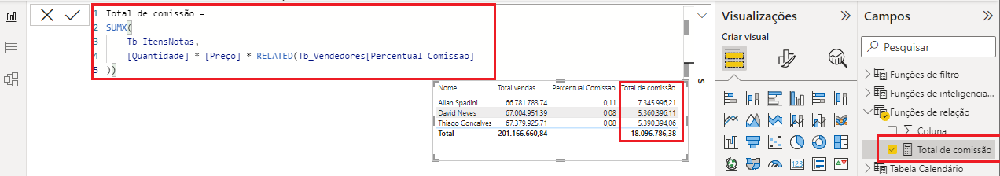 1 Total de comissão =
2 SUMX(
3 Tb_ItensNotas,
4 [Quantidade] * [Preço] * RELATED(Tb_Vendedores[Percentual Comissao]
5 ))
Nome Total vendas Percentual Comissao Total de comissão
Allan Spadini 66.781.783,74 0,11 7.345.996,21
David Neves 67.004.951,39 0,08 5.360.396,11
Thiago Gonçalves 67.379.925,71 0,08 5.390.394,06
Total 201.166.660,84 18.096.786,38
Visualizações
Criar visual
123
Campos
Pesquisar
Funções de filtro
Funções de inteligencia...
Funções de relação
Coluna
Total de comissão
Tabela Calendário